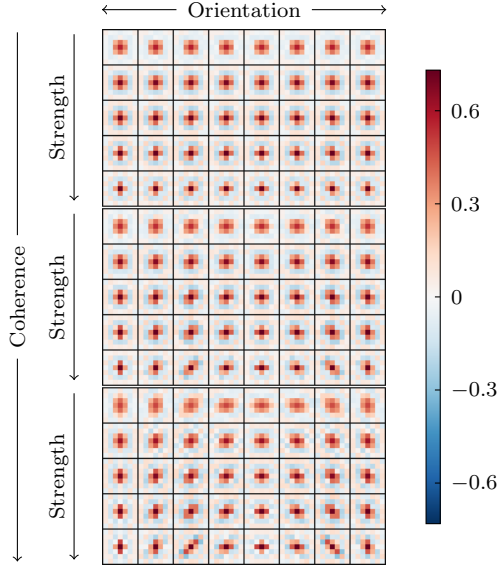 Orientation
Coherence
Strength
Strength
Strength
0.6
0.3
0
−0.3
−0.6